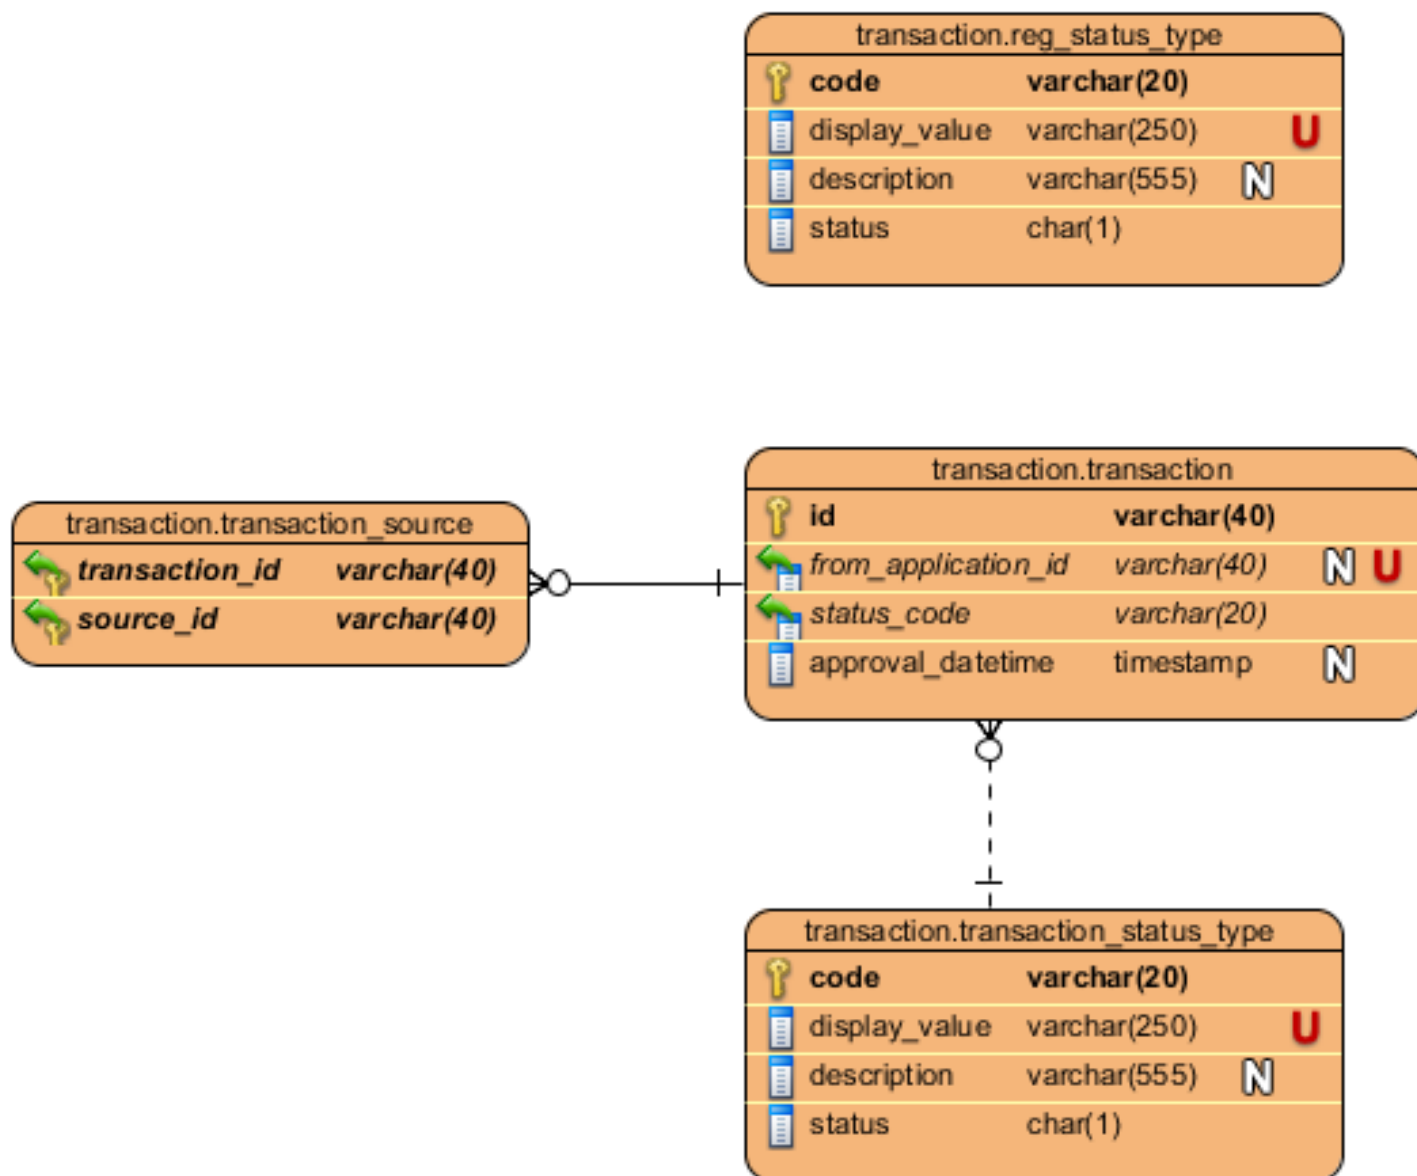 transaction.reg_status_type
code varchar(20)
display_value varchar(250) U
description varchar(555) N
status char(1)
transaction.transaction_source
transaction_id varchar(40)
source_id varchar(40)
transaction.transaction
id varchar(40)
from_application_id varchar(40) N U
status_code varchar(20)
approval_datetime timestamp N
transaction.transaction_status_type
code varchar(20)
display_value varchar(250) U
description varchar(555) N
status char(1)